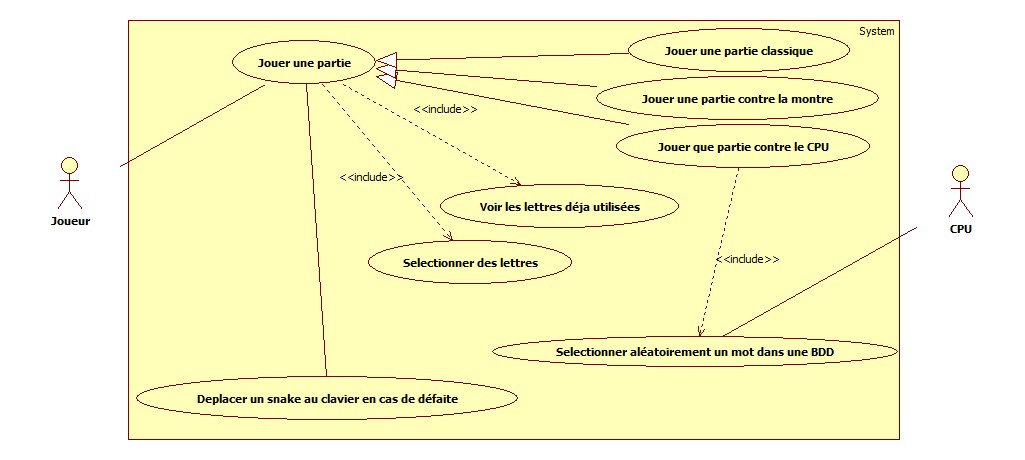 System
Jouer une partie
Jouer une partie classique
Jouer une partie contre la montre
<<include>>
Jouer que partie contre le CPU
<<include>>
Voir les lettres déja utilisées
Joueur
CPU
Selectionner des lettres
<<include>>
Selectionner aléatoirement un mot dans une BDD
Deplacer un snake au clavier en cas de défaite